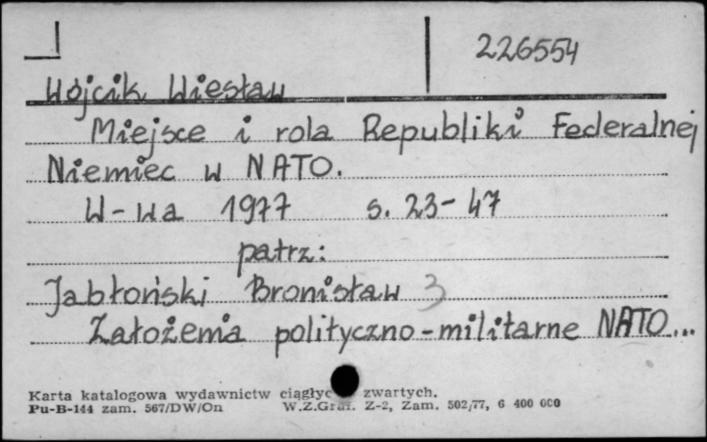 226554
Wójcik Wiesław
Miejsce i rola Republiki Federalnej
Niemiec w NATO.
W-wa 1977 s. 23-47
patrz:
Jabłoński Bronisław 3
Założenia polityczno-militarne NATO...
Karta katalogowa wydawnictw zwartych.
Pu-B-144 zam. 567/DW/On W.Z.Graf. Z-2, Zam. 502/77, 6 400 000